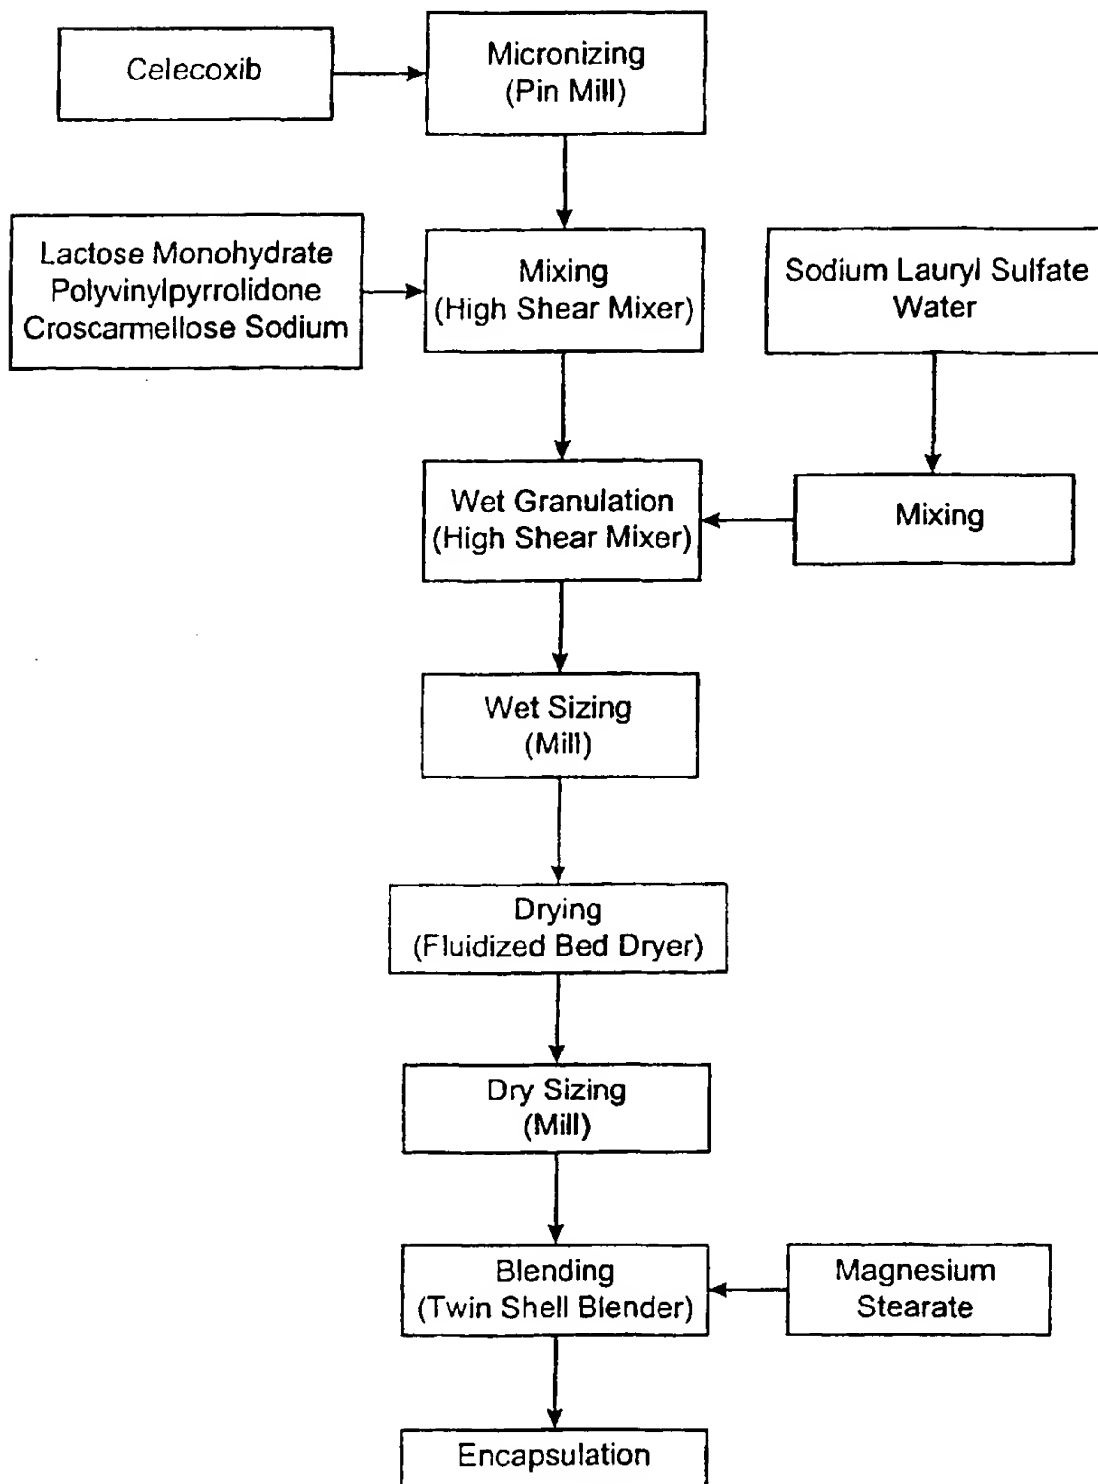 Celecoxib
Micronizing
(Pin Mill)
Lactose Monohydrate
Polyvinylpyrrolidone
Croscarmellose Sodium
Mixing
(High Shear Mixer)
Sodium Lauryl Sulfate
Water
Wet Granulation
(High Shear Mixer)
Mixing
Wet Sizing
(Mill)
Drying
(Fluidized Bed Dryer)
Dry Sizing
(Mill)
Blending
(Twin Shell Blender)
Magnesium
Stearate
Encapsulation